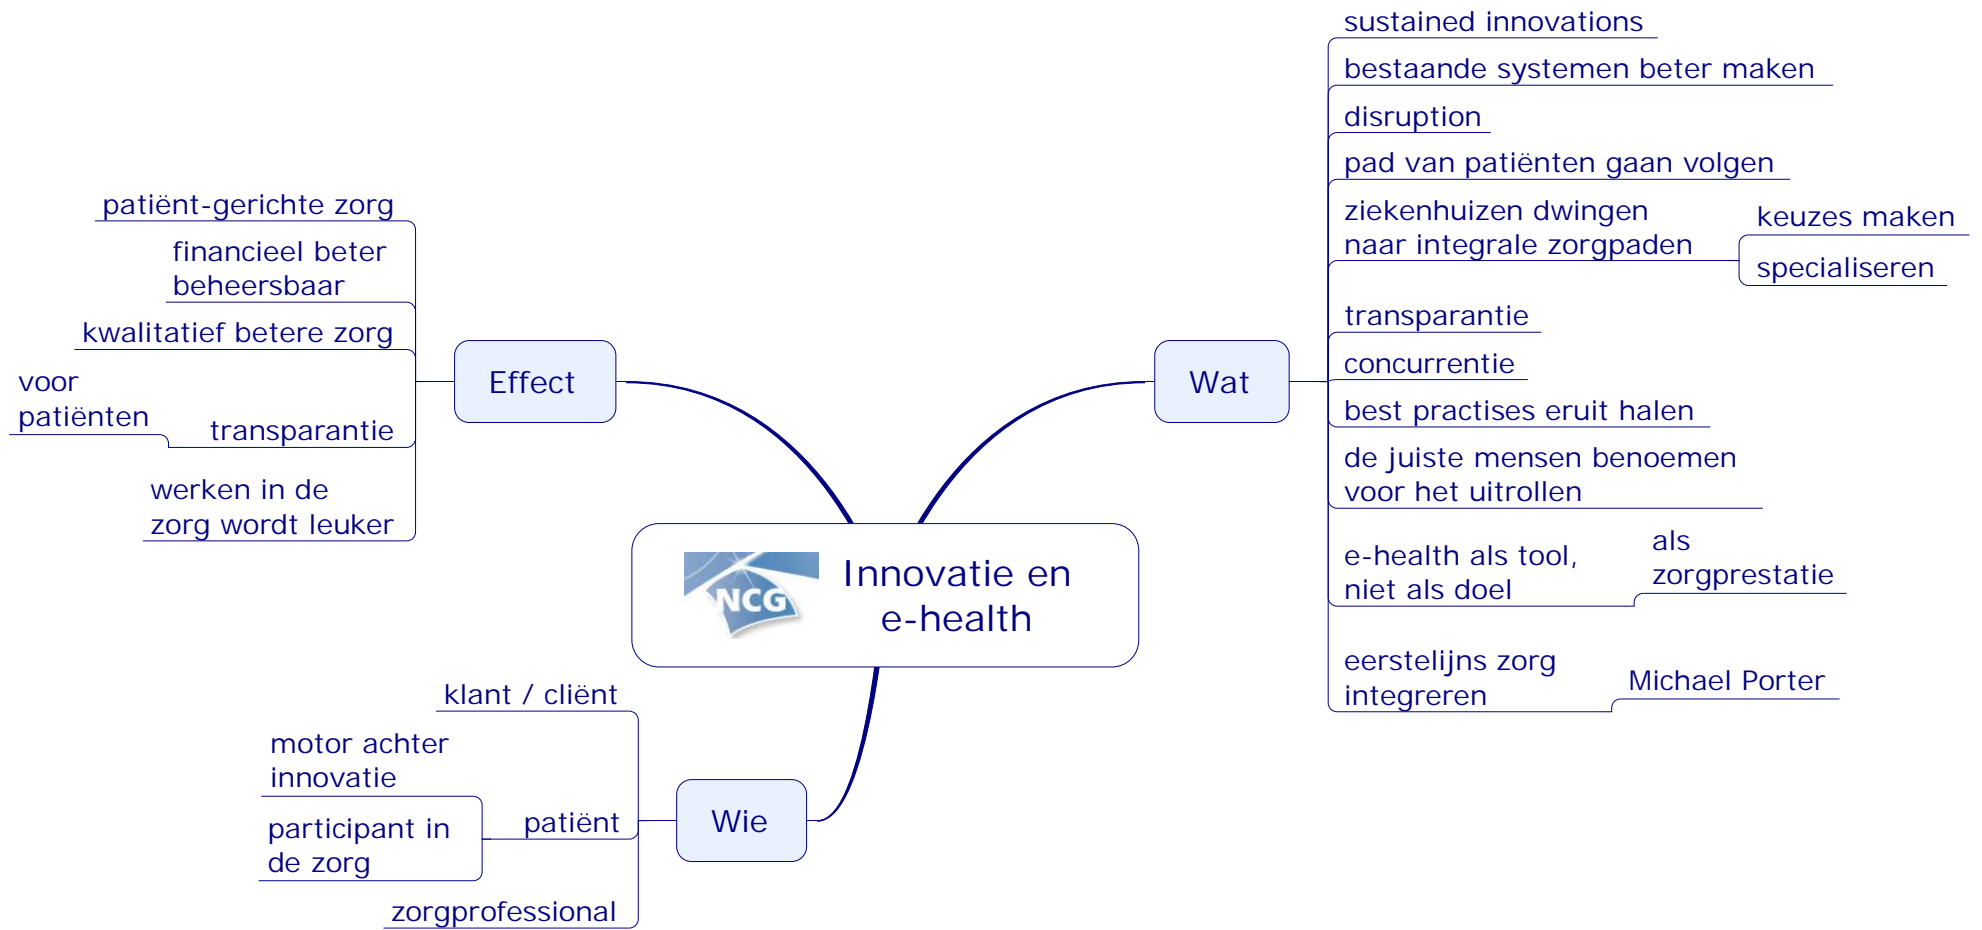 NCG
Innovatie en
e-health
Wat
sustained innovations
bestaande systemen beter maken
disruption
pad van patiënten gaan volgen
ziekenhuizen dwingen
naar integrale zorgpaden
keuzes maken
specialiseren
transparantie
concurrentie
best practises eruit halen
de juiste mensen benoemen
voor het uitrollen
e-health als tool,
niet als doel
als
zorgprestatie
eerstelijns zorg
integreren
Michael Porter
Wie
klant / cliënt
patiënt
motor achter
innovatie
participant in
de zorg
zorgprofessional
Effect
patiënt-gerichte zorg
financieel beter
beheersbaar
kwalitatief betere zorg
transparantie
voor
patiënten
werken in de
zorg wordt leuker